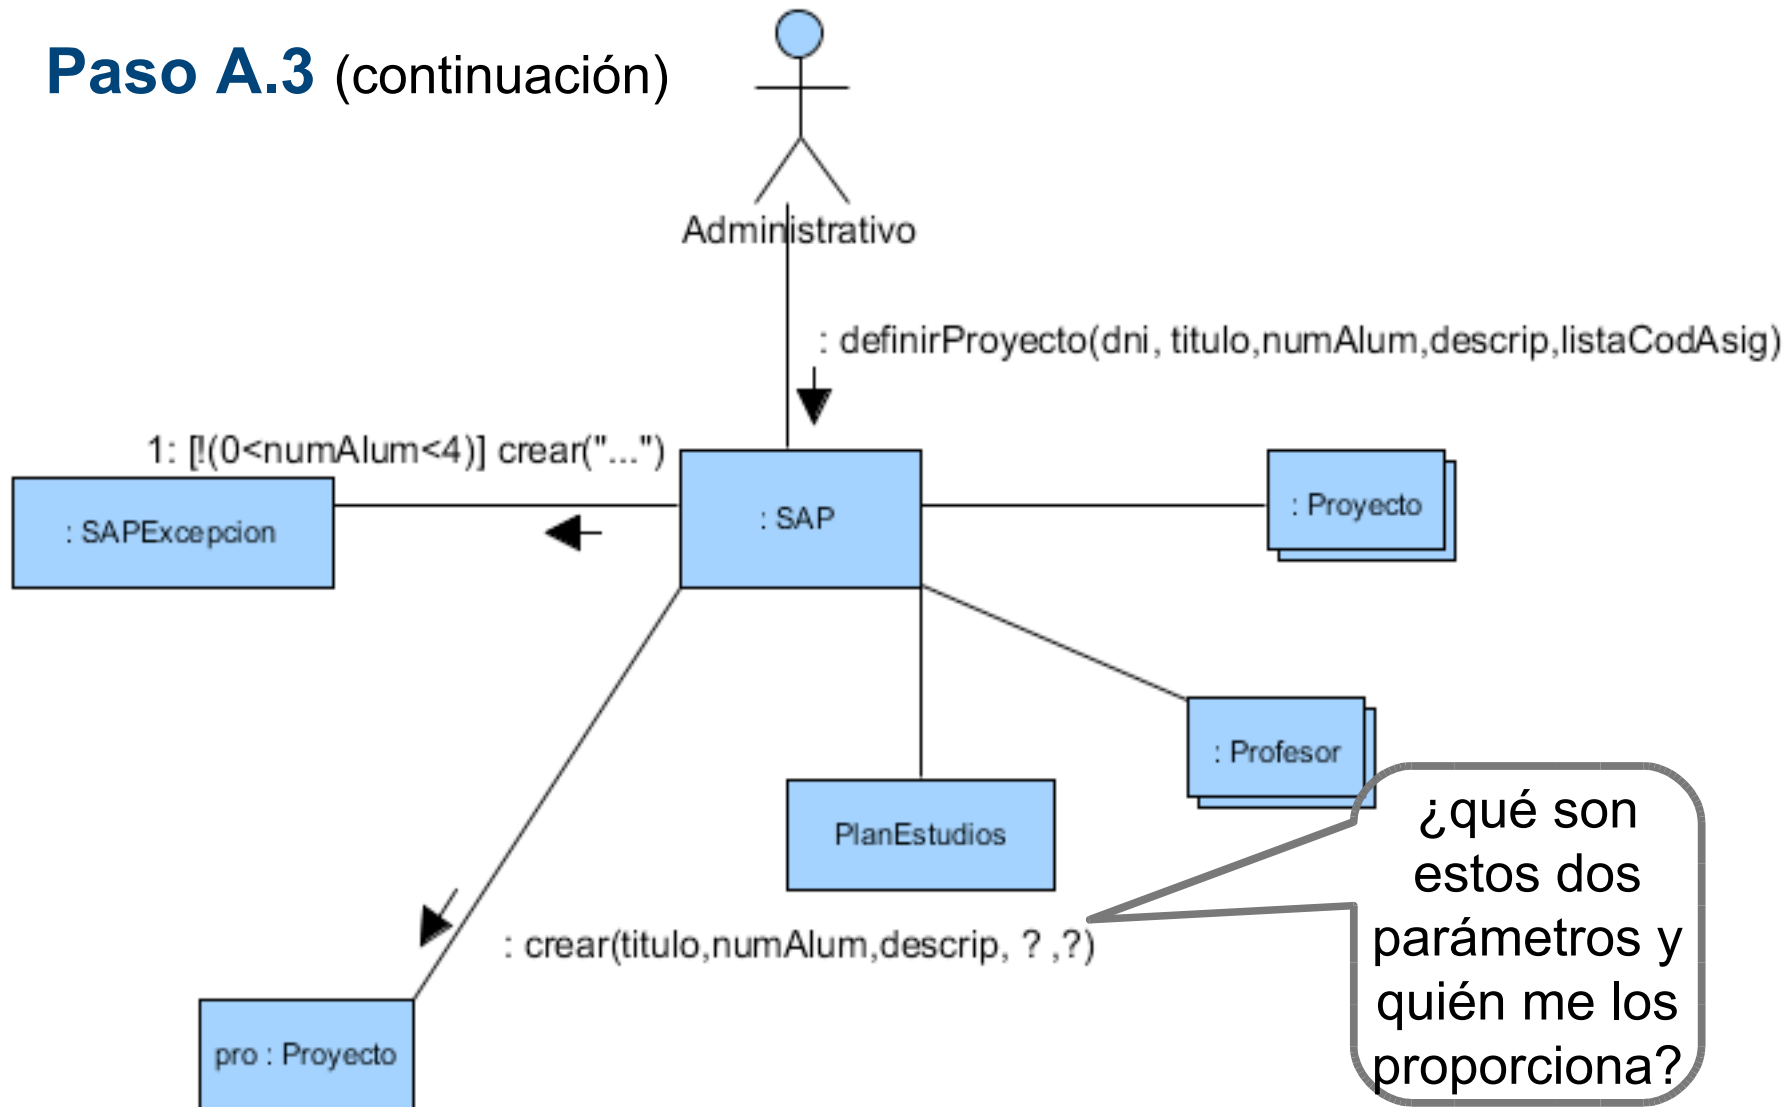 Paso A.3 (continuación)
Administrativo
: definirProyecto(dni, titulo,numAlum,descrip,listaCodAsig)
1: [!(0<numAlum<4)] crear("...")
: SAPExcepcion
: SAP
: Proyecto
: Profesor
PlanEstudios
¿qué son
estos dos
parámetros y
quién me los
proporciona?
: crear(titulo,numAlum,descrip, ? ,?)
pro : Proyecto